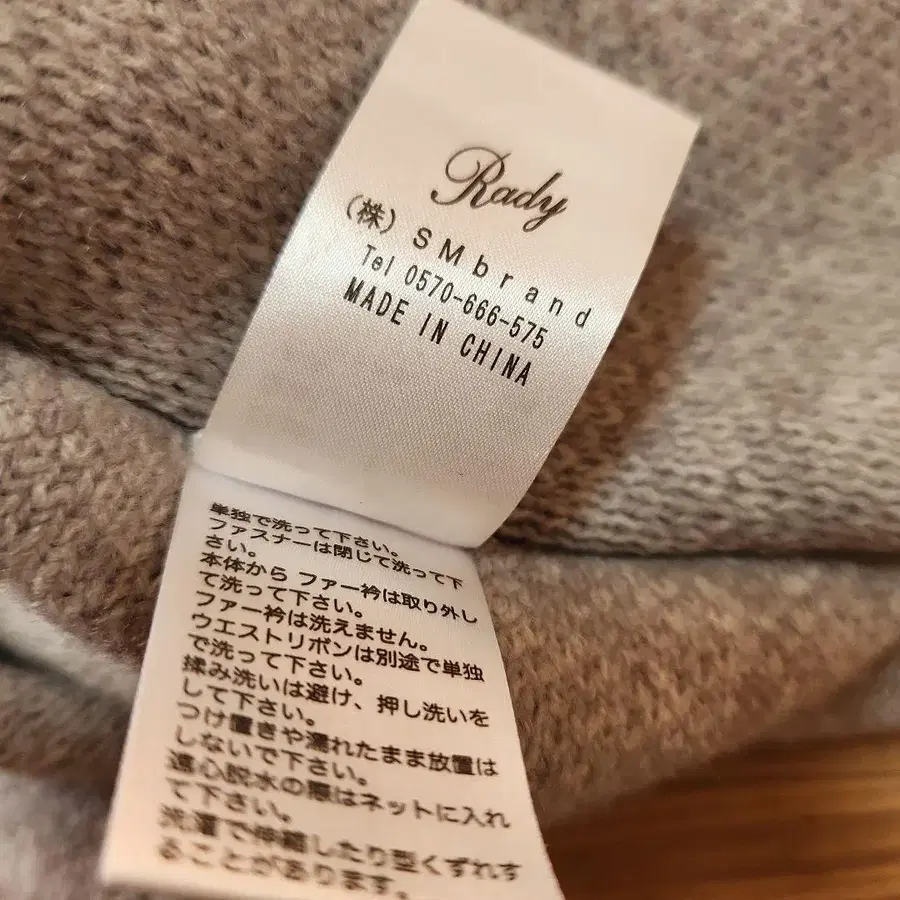 Rady
(株) SMbrand
Tel 0570-666-575
MADE IN CHINA
単独で洗って下さい。
ファスナーは閉じて洗って下
さい。
本体から ファー衿は取り外し
て洗って下さい。
ファー衿は洗えません。
ウエストリボンは別途で単独
で洗って下さい。
揉み洗いは避け、押し洗いを
して下さい。
つけ置きや濡れたまま放置は
しないで下さい。
遠心脱水の際はネットに入れ
て下さい。
洗濯で伸縮したり型くずれす
ることがあります。